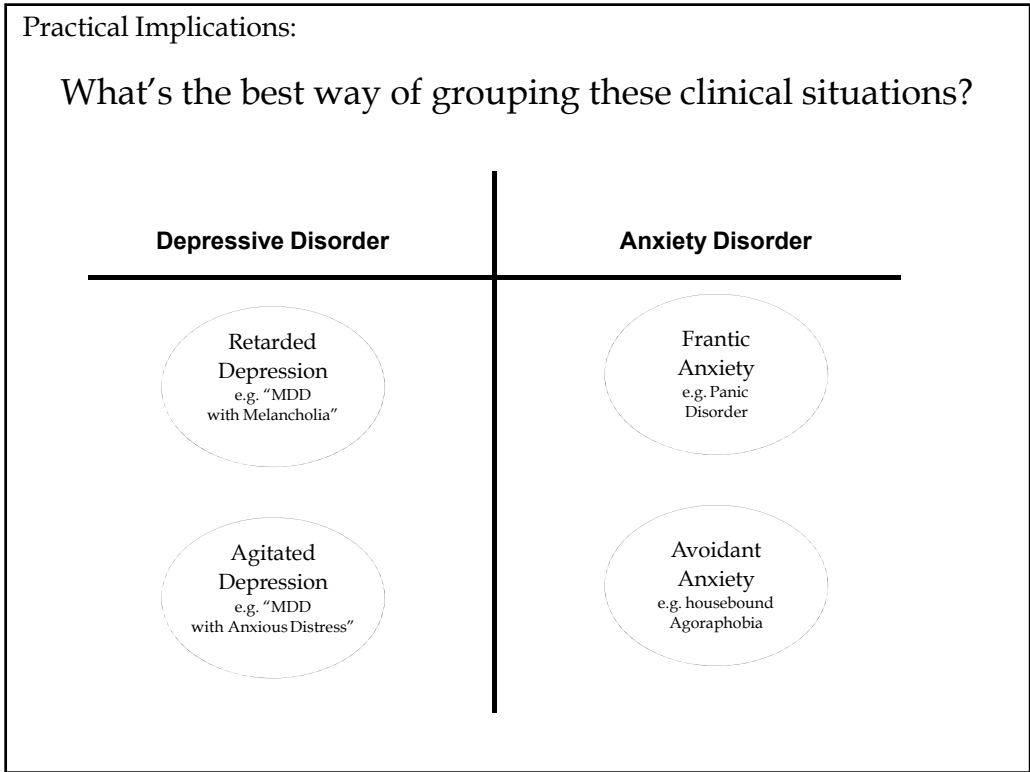 Practical Implications:
What’s the best way of grouping these clinical situations?
Depressive Disorder
Anxiety Disorder
Retarded
Depression
e.g. “MDD
with Melancholia”
Frantic
Anxiety
e.g. Panic
Disorder
Agitated
Depression
e.g. “MDD
with Anxious Distress”
Avoidant
Anxiety
e.g. housebound
Agoraphobia